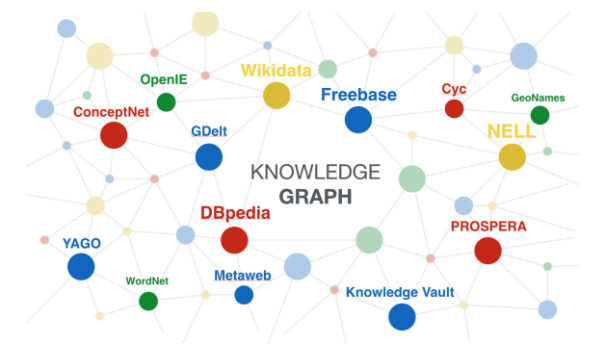 Wikidata
OpenIE
Cyc
Freebase
GeoNames
ConceptNet
GDelt
NELL
KNOWLEDGE
GRAPH
DBpedia
PROSPERA
YAGO
Metaweb
WordNet
Knowledge Vault